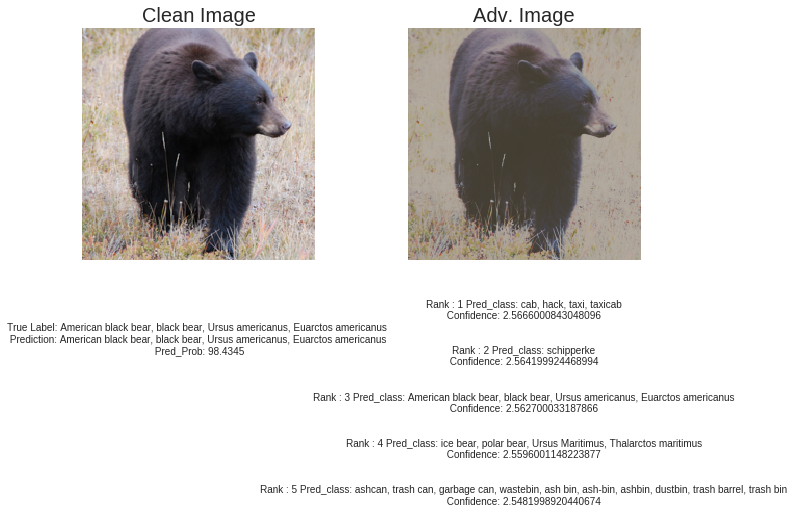 Clean Image
Adv. Image
True Label: American black bear, black bear, Ursus americanus, Euarctos americanus
Prediction: American black bear, black bear, Ursus americanus, Euarctos americanus
Pred_Prob: 98.4345
Rank : 1 Pred_class: cab, hack, taxi, taxicab
Confidence: 2.5666000843048096
Rank : 2 Pred_class: schipperke
Confidence: 2.564199924468994
Rank : 3 Pred_class: American black bear, black bear, Ursus americanus, Euarctos americanus
Confidence: 2.562700033187866
Rank : 4 Pred_class: ice bear, polar bear, Ursus Maritimus, Thalarctos maritimus
Confidence: 2.5596001148223877
Rank : 5 Pred_class: ashcan, trash can, garbage can, wastebin, ash bin, ash-bin, ashbin, dustbin, trash barrel, trash bin
Confidence: 2.5481998920440674